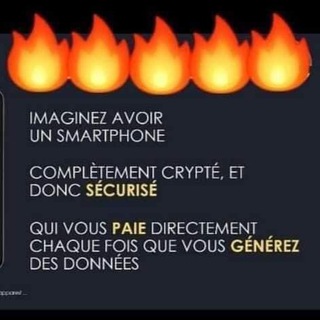 IMAGINEZ AVOIR
UN SMARTPHONE
COMPLÈTEMENT CRYPTÉ, ET
DONC SÉCURISÉ
QUI VOUS PAIE DIRECTEMENT
CHAQUE FOIS QUE VOUS GÉNÉREZ
DES DONNÉES